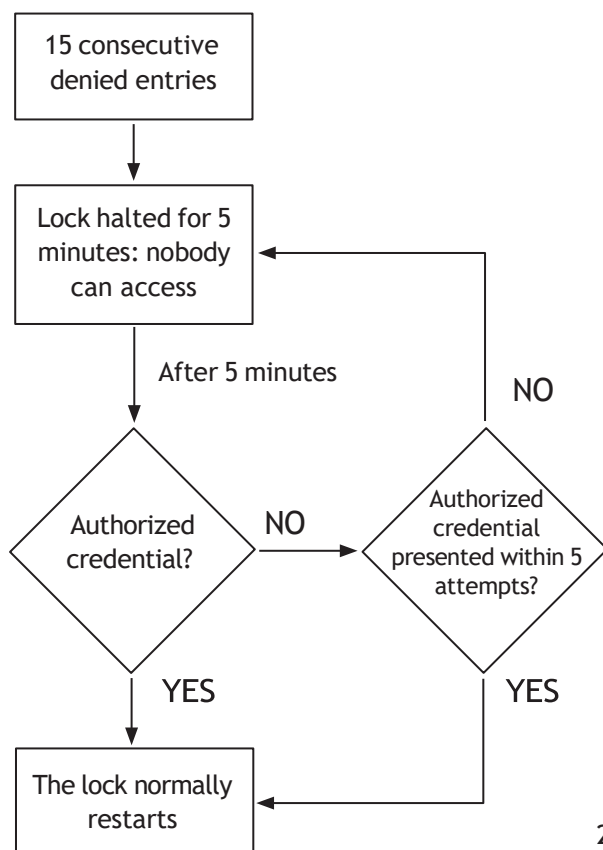 15 consecutive
denied entries
Lock halted for 5
minutes: nobody
can access
After 5 minutes
NO
Authorized
credential?
NO
Authorized
credential
presented within 5
attempts?
YES
YES
The lock normally
restarts
2